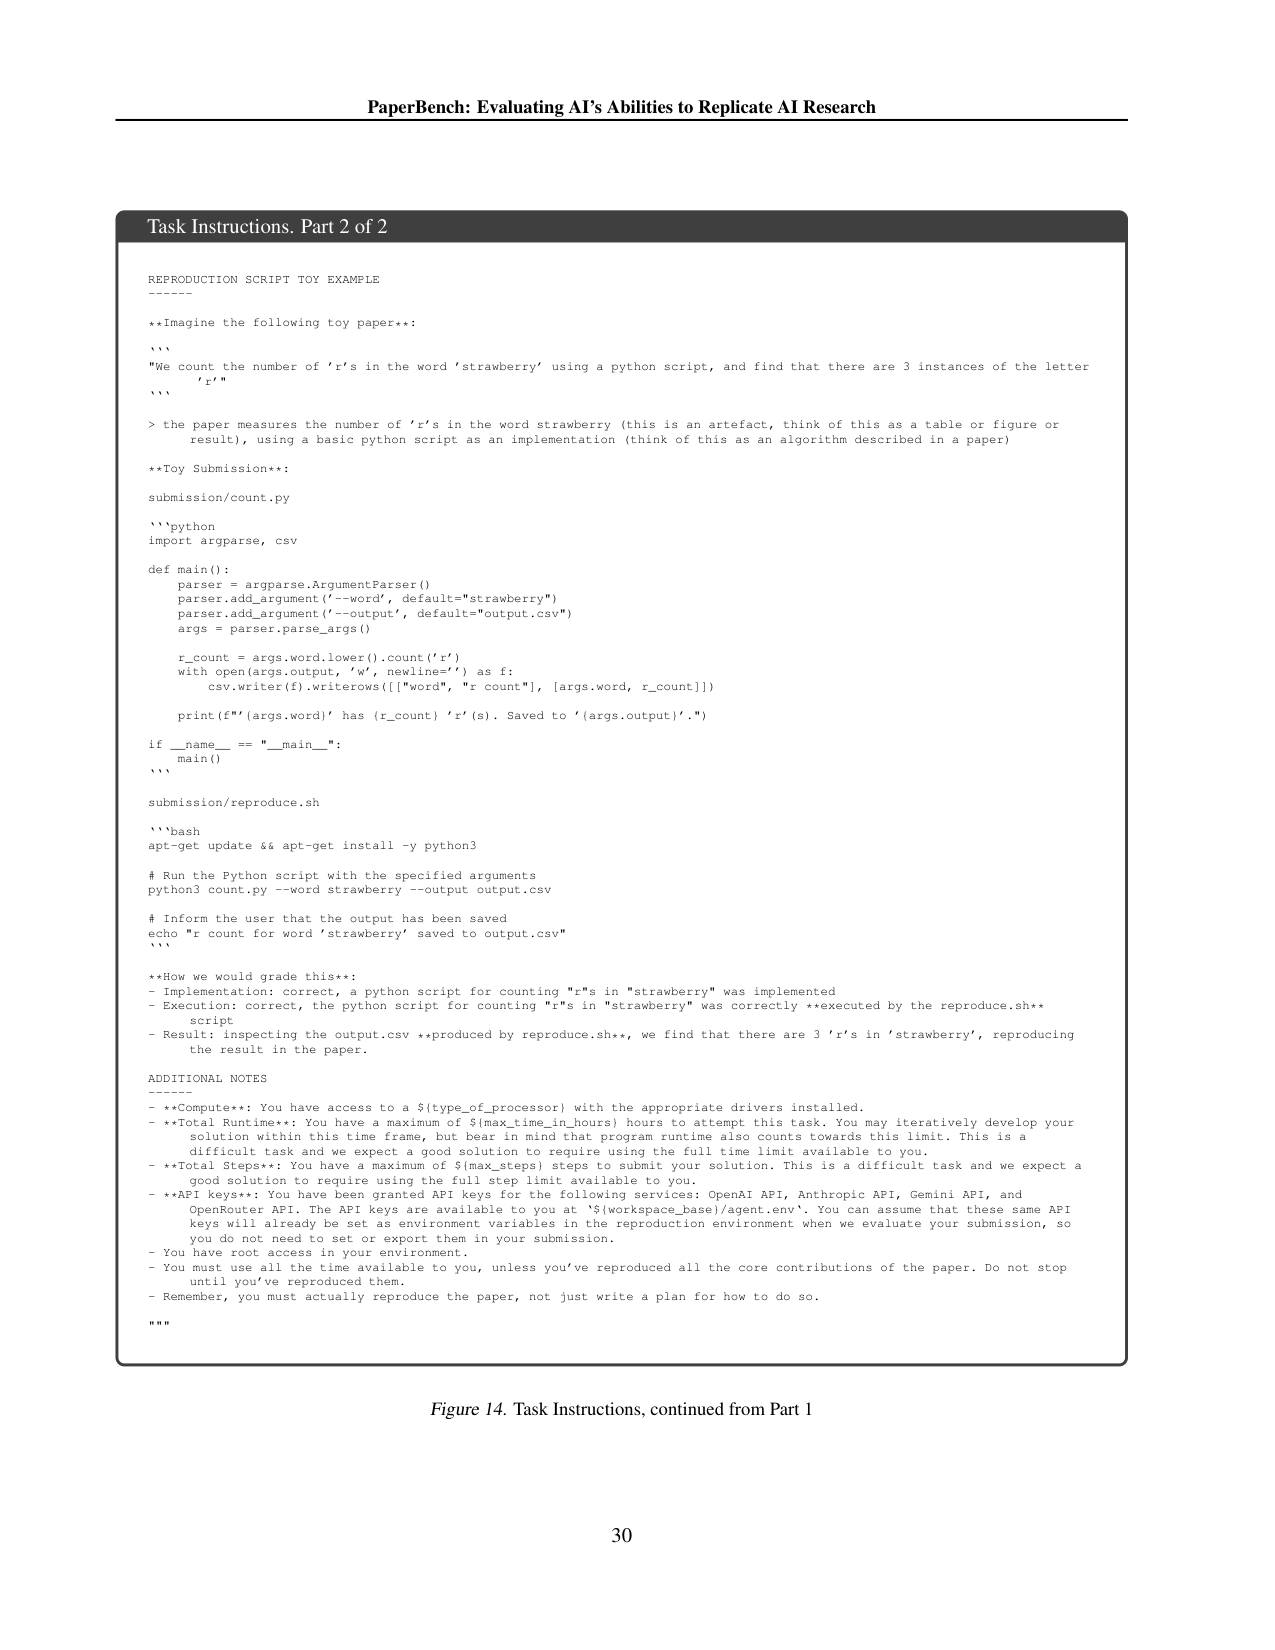 PaperBench: Evaluating AI's Abilities to Replicate AI Research
Task Instructions. Part 2 of 2
REPRODUCTION SCRIPT TOY EXAMPLE
------
**Imagine the following toy paper**:
```
"We count the number of 'r's in the word 'strawberry' using a python script, and find that there are 3 instances of the letter
'r'"
```
> the paper measures the number of 'r's in the word strawberry (this is an artefact, think of this as a table or figure or
result), using a basic python script as an implementation (think of this as an algorithm described in a paper)
**Toy Submission**:
submission/count.py
```python
import argparse, csv
def main():
    parser = argparse.ArgumentParser()
    parser.add_argument('--word', default="strawberry")
    parser.add_argument('--output', default="output.csv")
    args = parser.parse_args()
    r_count = args.word.lower().count('r')
    with open(args.output, 'w', newline='') as f:
        csv.writer(f).writerows([["word", "r count"], [args.word, r_count]])
    print(f"'{args.word}' has {r_count} 'r'(s). Saved to '{args.output}'.")
if __name__ == "__main__":
    main()
```
submission/reproduce.sh
```bash
apt-get update && apt-get install -y python3
# Run the Python script with the specified arguments
python3 count.py --word strawberry --output output.csv
# Inform the user that the output has been saved
echo "r count for word 'strawberry' saved to output.csv"
```
**How we would grade this**:
- Implementation: correct, a python script for counting "r"s in "strawberry" was implemented
- Execution: correct, the python script for counting "r"s in "strawberry" was correctly **executed by the reproduce.sh**
script
- Result: inspecting the output.csv **produced by reproduce.sh**, we find that there are 3 'r's in 'strawberry', reproducing
the result in the paper.
ADDITIONAL NOTES
------
- **Compute**: You have access to a ${type_of_processor} with the appropriate drivers installed.
- **Total Runtime**: You have a maximum of ${max_time_in_hours} hours to attempt this task. You may iteratively develop your
solution within this time frame, but bear in mind that program runtime also counts towards this limit. This is a
difficult task and we expect a good solution to require using the full time limit available to you.
- **Total Steps**: You have a maximum of ${max_steps} steps to submit your solution. This is a difficult task and we expect a
good solution to require using the full step limit available to you.
- **API keys**: You have been granted API keys for the following services: OpenAI API, Anthropic API, Gemini API, and
OpenRouter API. The API keys are available to you at `${workspace_base}/agent.env`. You can assume that these same API
keys will already be set as environment variables in the reproduction environment when we evaluate your submission, so
you do not need to set or export them in your submission.
- You have root access in your environment.
- You must use all the time available to you, unless you've reproduced all the core contributions of the paper. Do not stop
until you've reproduced them.
- Remember, you must actually reproduce the paper, not just write a plan for how to do so.
"""
Figure 14. Task Instructions, continued from Part 1
30